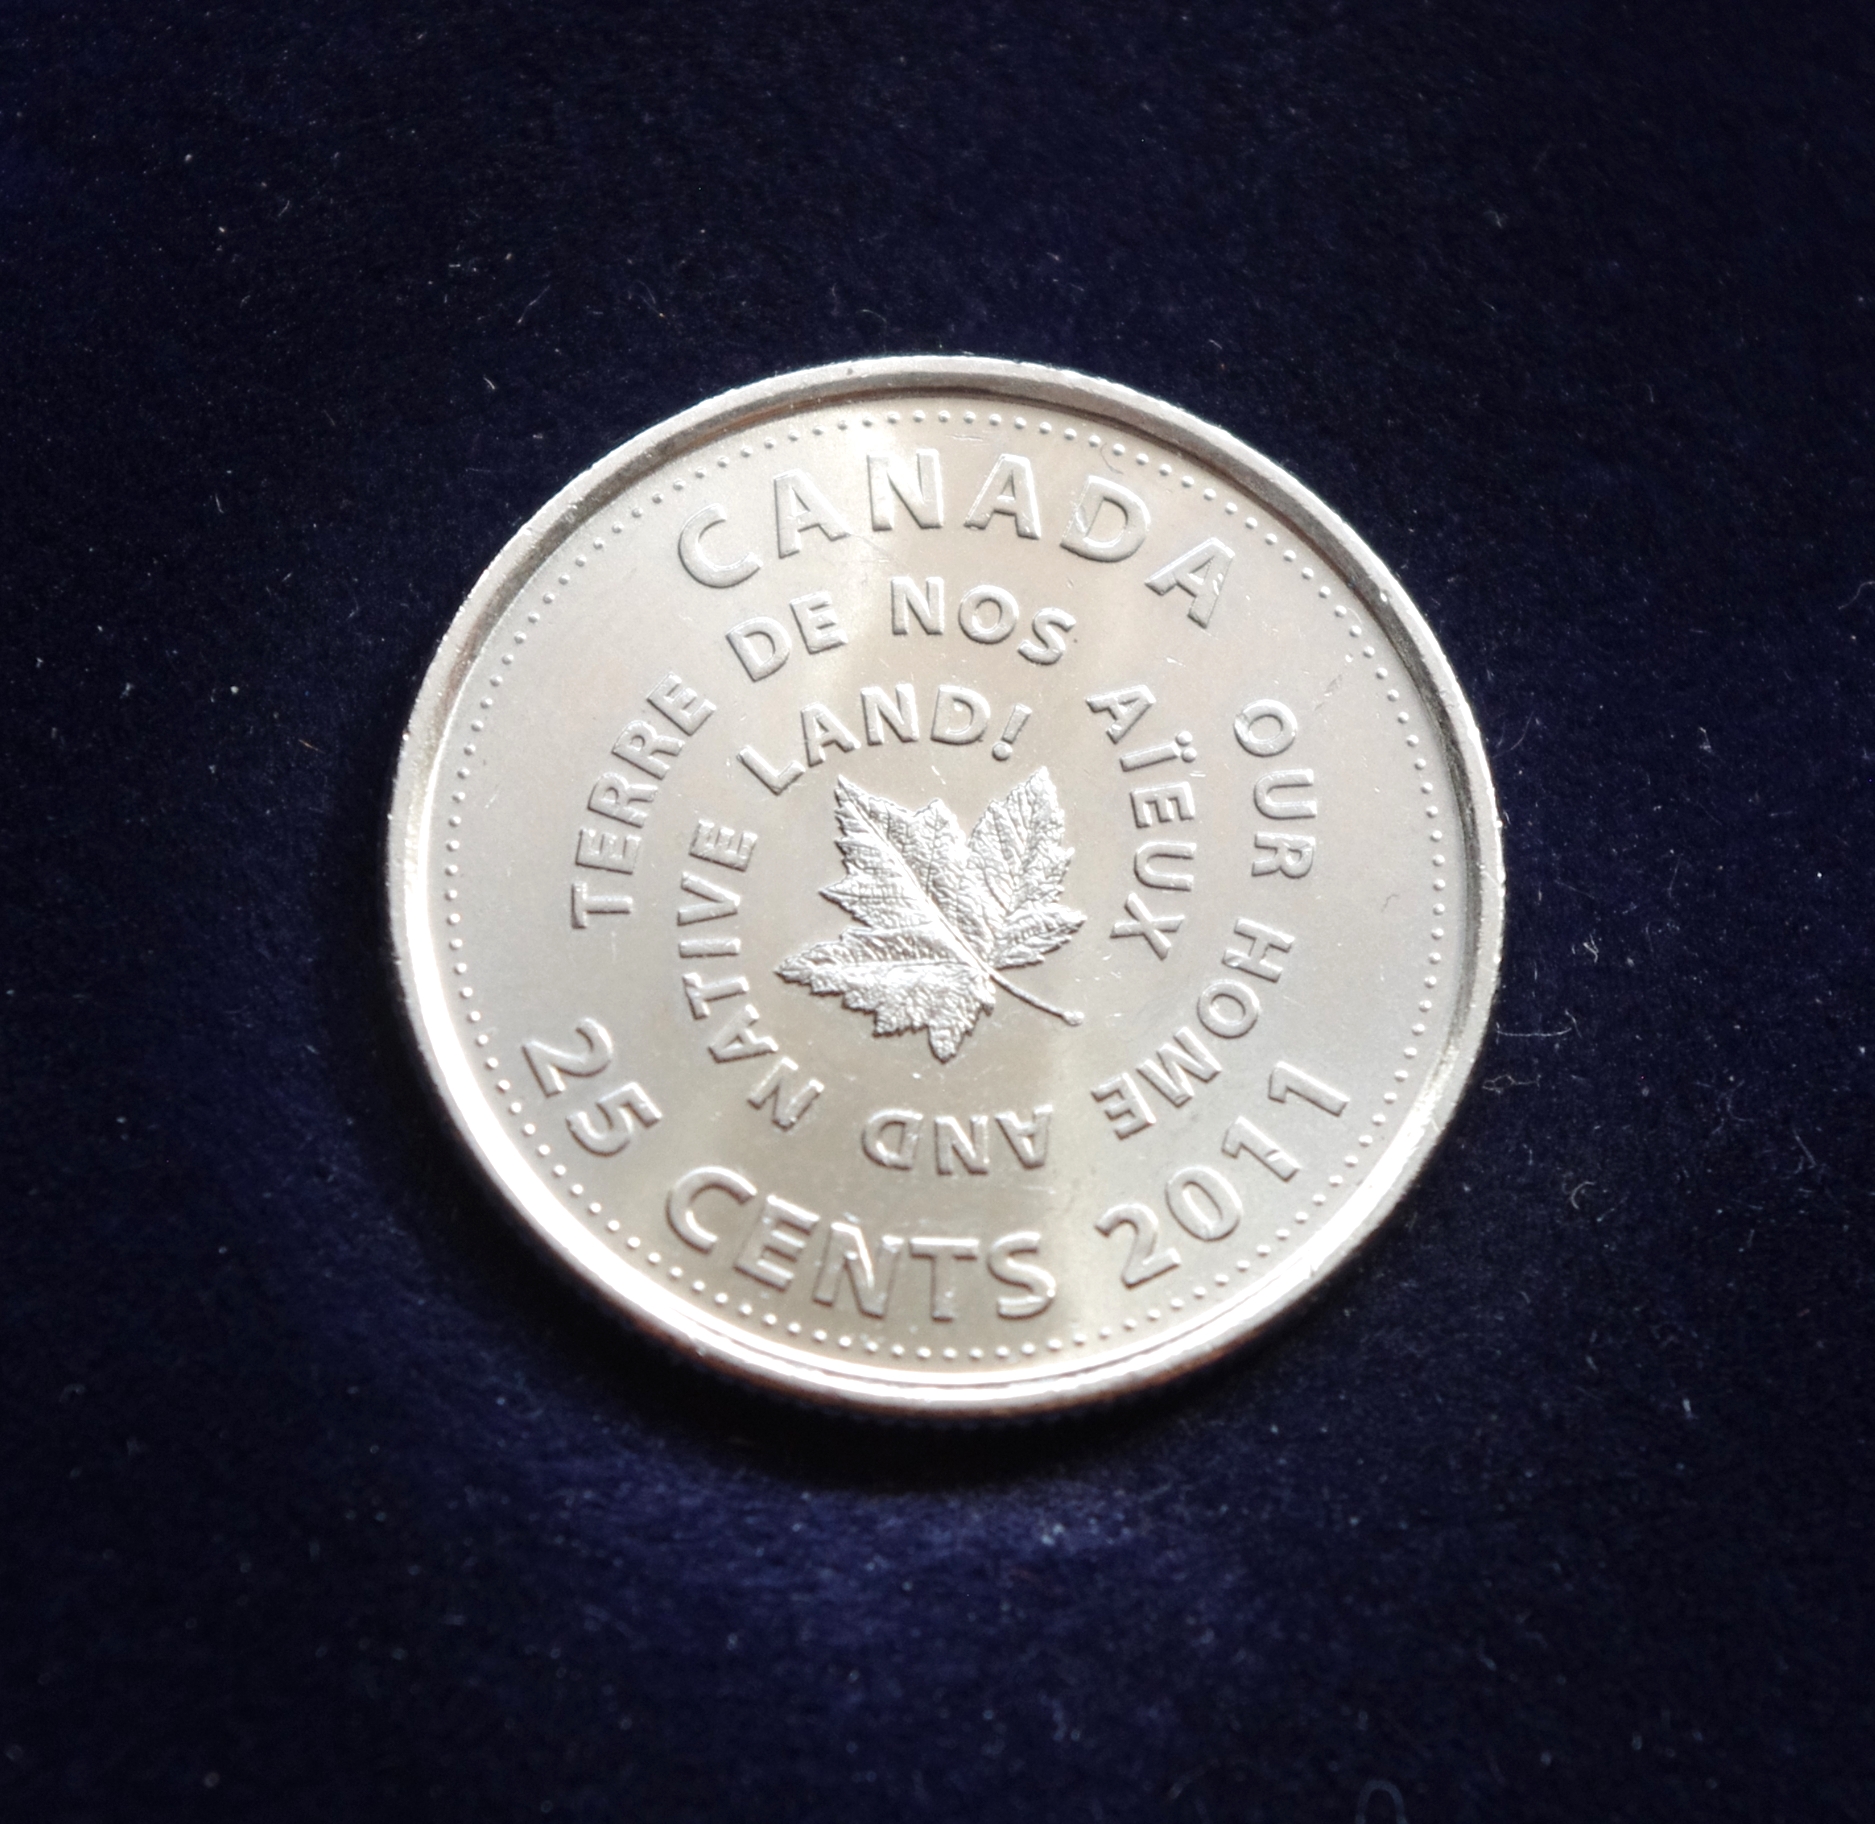 CANADA
TERRE DE NOS AÏEUX
OUR HOME AND NATIVE LAND!
25 CENTS 2011